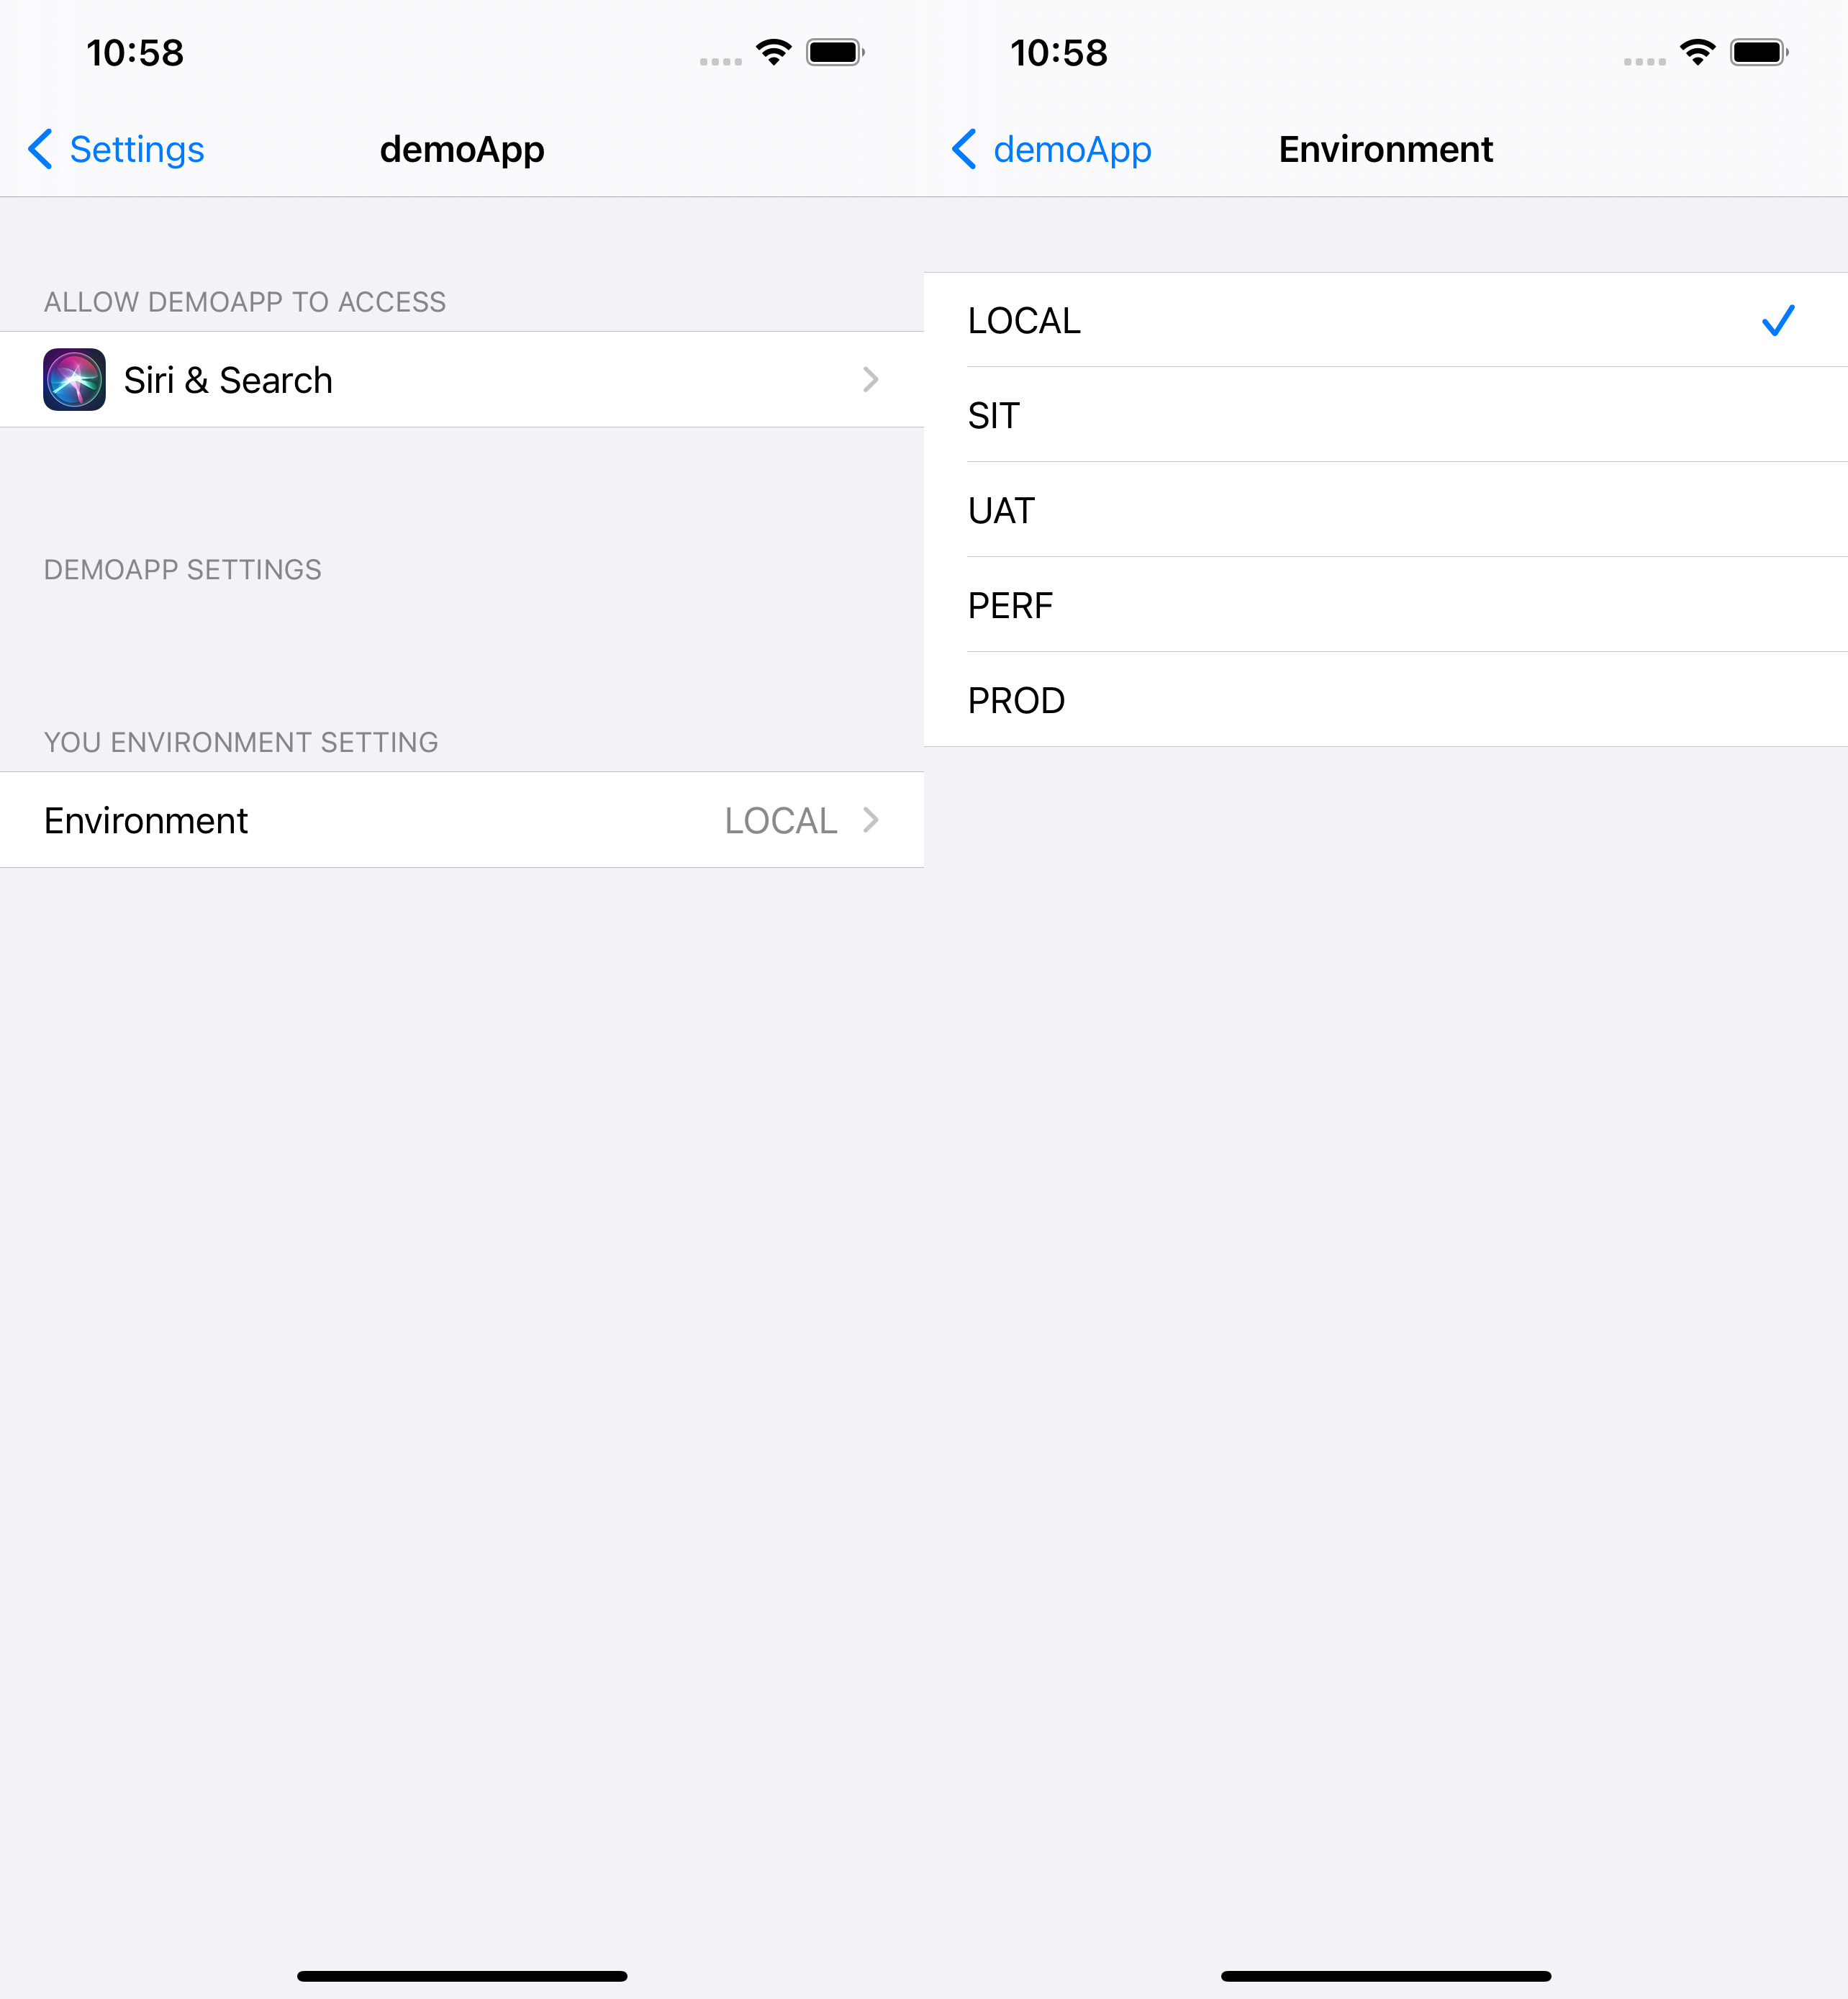 10:58
Settings
demoApp
ALLOW DEMOAPP TO ACCESS
Siri & Search
DEMOAPP SETTINGS
YOU ENVIRONMENT SETTING
Environment LOCAL
10:58
demoApp
Environment
LOCAL
SIT
UAT
PERF
PROD